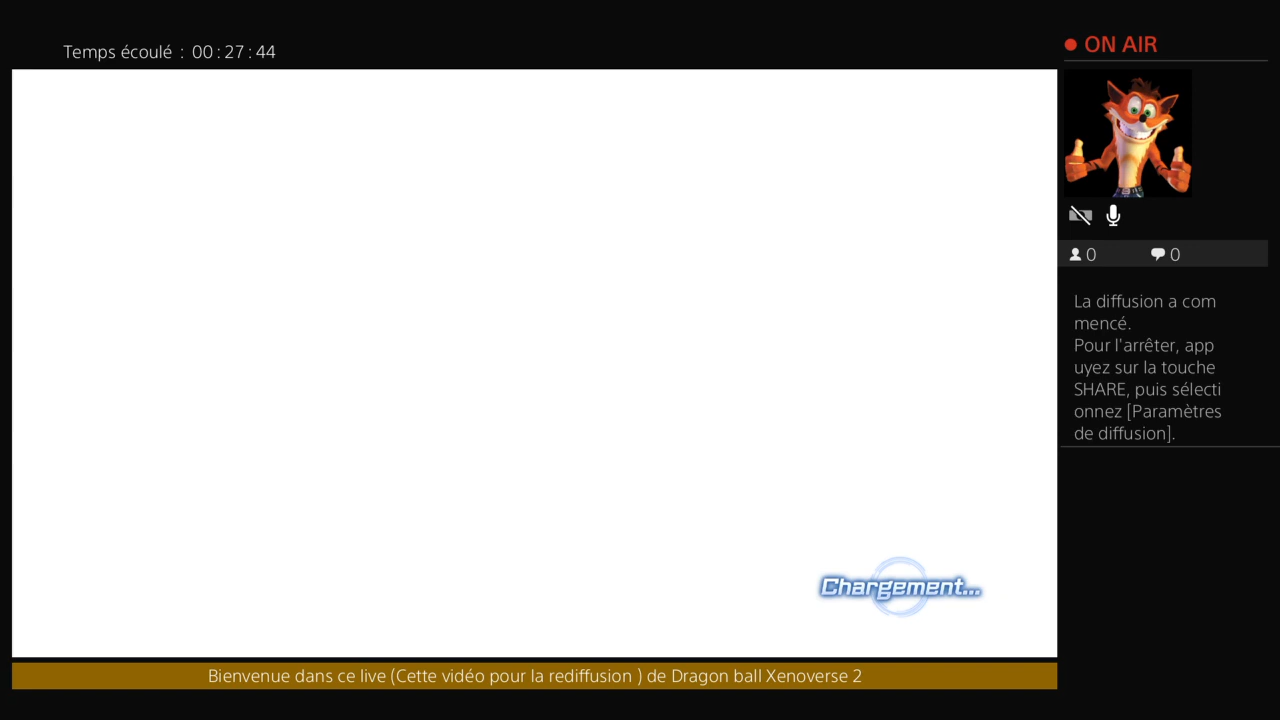 Temps écoulé : 00:27:44
ON AIR
Chargement...
0 0
La diffusion a com
mencé.
Pour l'arrêter, app
uyez sur la touche
SHARE, puis sélecti
onnez [Paramètres
de diffusion].
Bienvenue dans ce live (Cette vidéo pour la rediffusion ) de Dragon ball Xenoverse 2